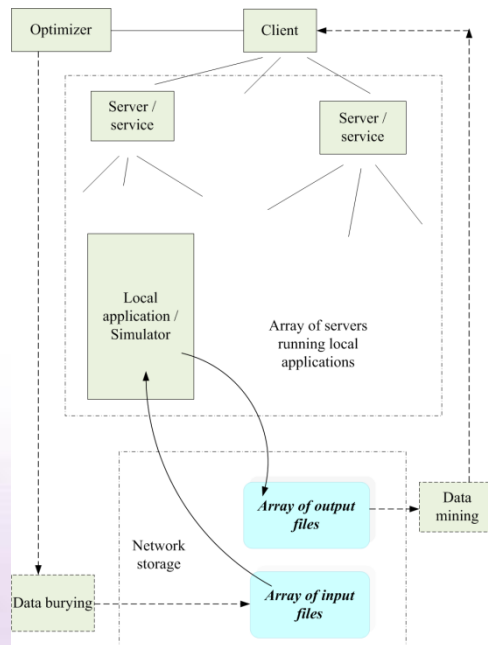 Optimizer
Client
Server /
service
Server /
service
Local
application /
Simulator
Array of servers
running local
applications
Array of output
files
Data
mining
Network
storage
Data burying
Array of input
files